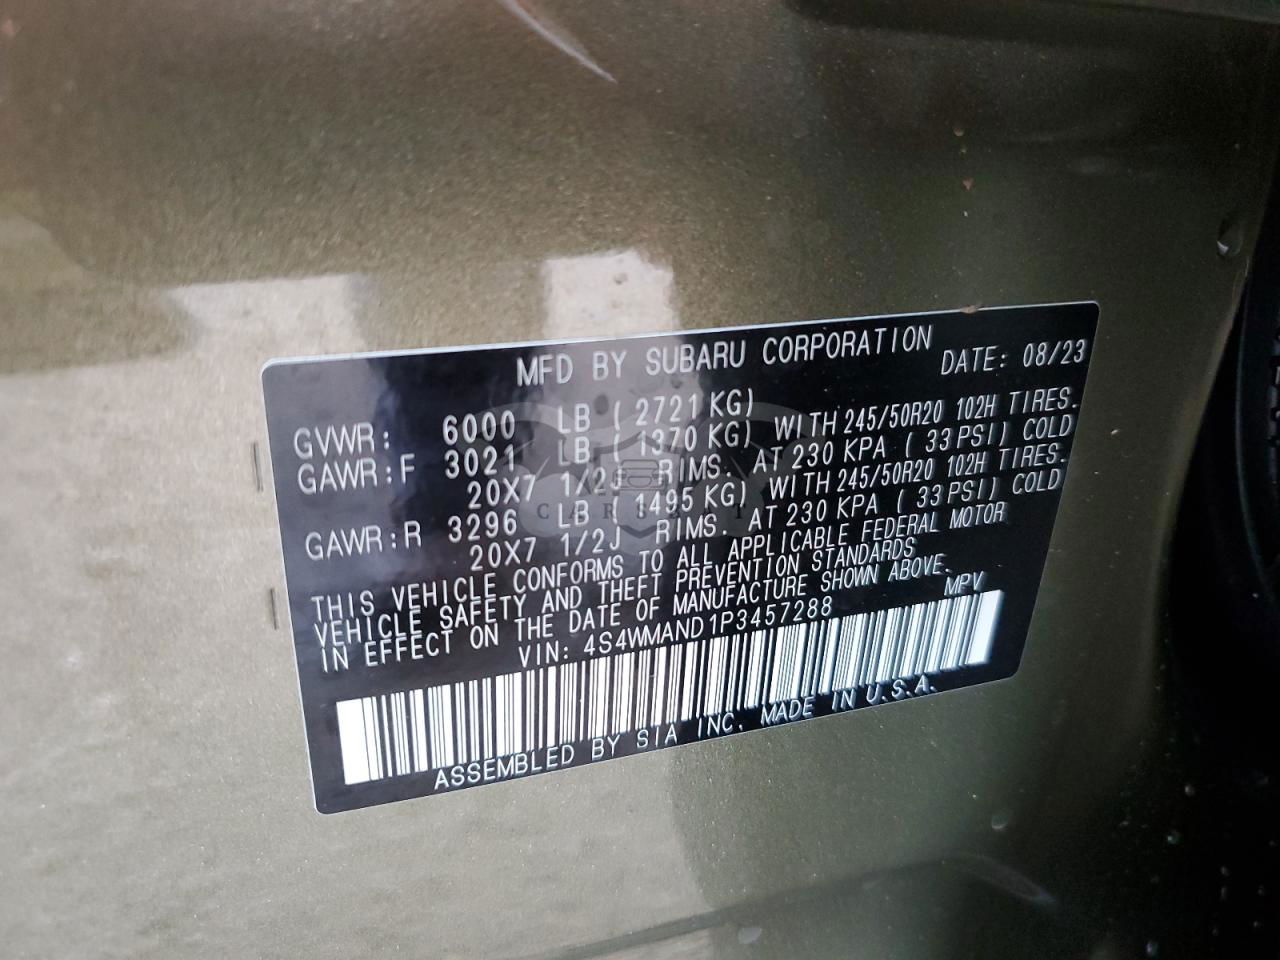 MFD BY SUBARU CORPORATION DATE: 08/23
GVWR: 6000 LB ( 2721 KG)
GAWR:F 3021 LB ( 1370 KG) WITH 245/50R20 102H TIRES.
20X7 1/2J RIMS. AT 230 KPA ( 33 PSI) COLD
GAWR:R 3296 LB ( 1495 KG) WITH 245/50R20 102H TIRES.
20X7 1/2J RIMS. AT 230 KPA ( 33 PSI) COLD
THIS VEHICLE CONFORMS TO ALL APPLICABLE FEDERAL MOTOR
VEHICLE SAFETY AND THEFT PREVENTION STANDARDS
IN EFFECT ON THE DATE OF MANUFACTURE SHOWN ABOVE.
VIN: 4S4WMAND1P3457288 MPV
ASSEMBLED BY SIA INC. MADE IN U.S.A.